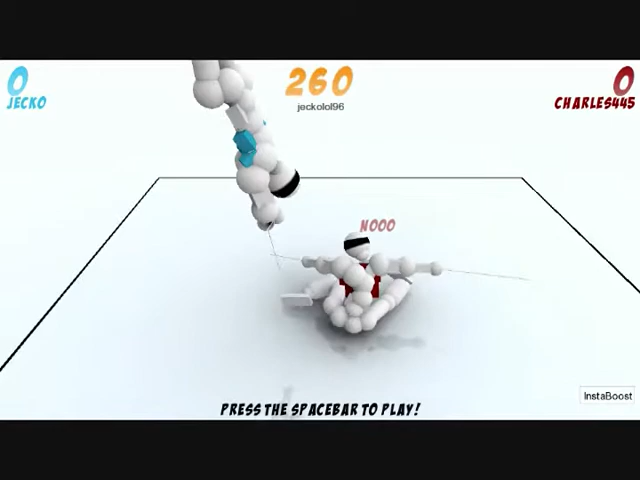 0
JECKO
260
jeckolol96
0
CHARLES445
NOOO
PRESS THE SPACEBAR TO PLAY!
InstaBoost